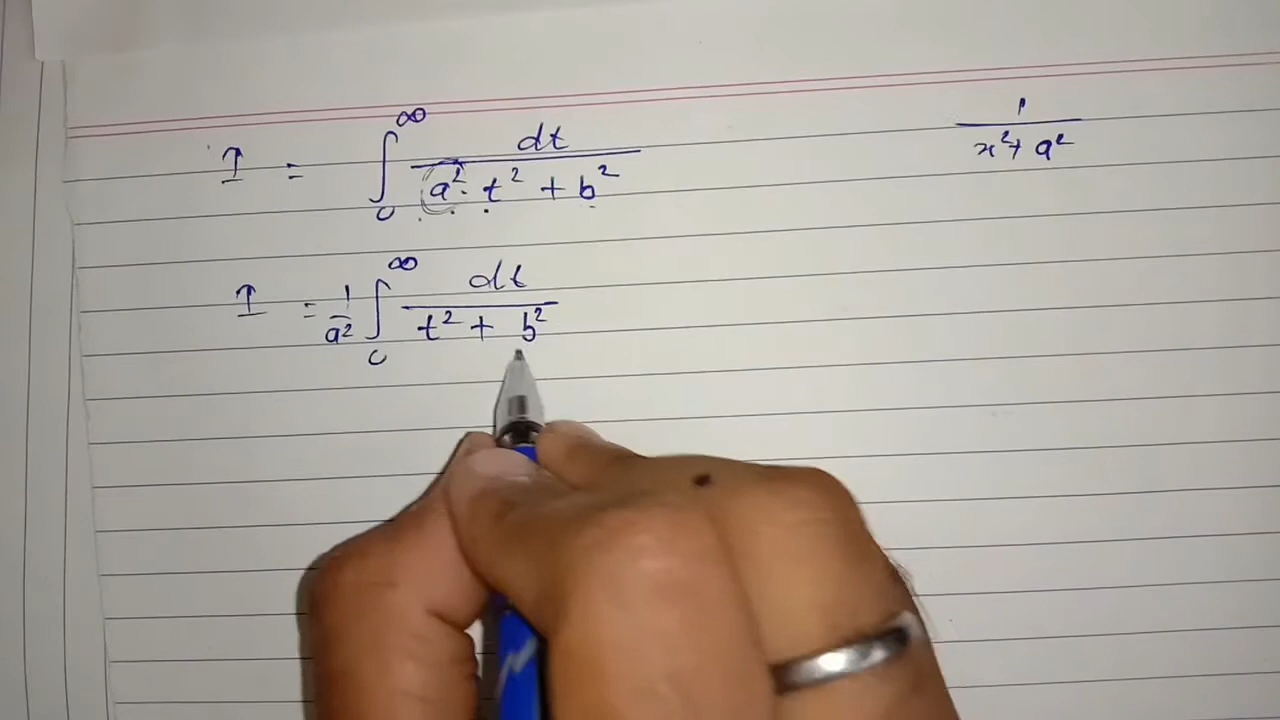 I = ∫₀^∞ dt / (a² · t² + b²)
1 / (x² + a²)
I = 1/a² ∫₀^∞ dt / (t² + b²)